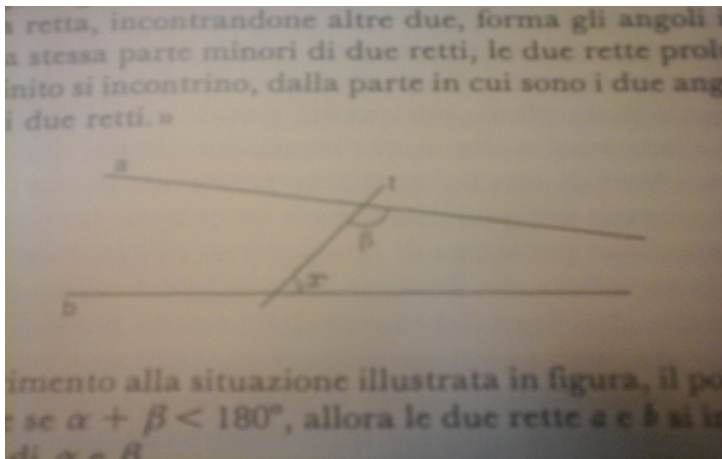 retta, incontrandone altre due, forma gli angoli
a stessa parte minori di due retti, le due rette prol
inito si incontrino, dalla parte in cui sono i due ang
i due retti.»
a
t
β
α
b
rimento alla situazione illustrata in figura, il po
e se α + β < 180°, allora le due rette a e b si in
di α e β